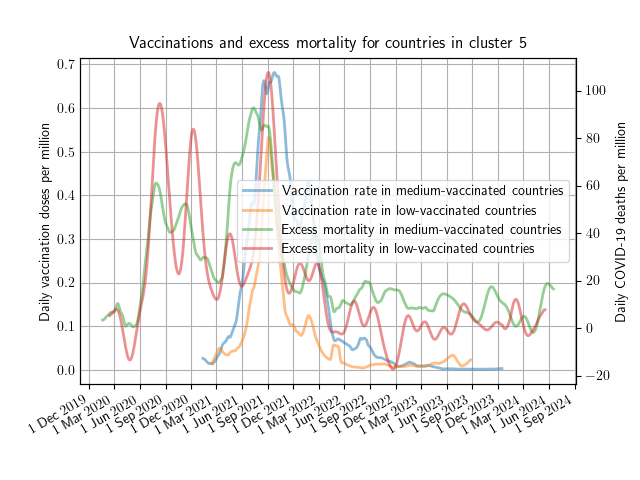 Vaccinations and excess mortality for countries in cluster 5
Daily vaccination doses per million
0.7
0.6
0.5
0.4
0.3
0.2
0.1
0.0
Vaccination rate in medium-vaccinated countries
Vaccination rate in low-vaccinated countries
Excess mortality in medium-vaccinated countries
Excess mortality in low-vaccinated countries
100
80
60
40
20
0
−20
Daily COVID-19 deaths per million
1 Dec 2019
1 Mar 2020
1 Jun 2020
1 Sep 2020
1 Dec 2020
1 Mar 2021
1 Jun 2021
1 Sep 2021
1 Dec 2021
1 Mar 2022
1 Jun 2022
1 Sep 2022
1 Dec 2022
1 Mar 2023
1 Jun 2023
1 Sep 2023
1 Dec 2023
1 Mar 2024
1 Jun 2024
1 Sep 2024